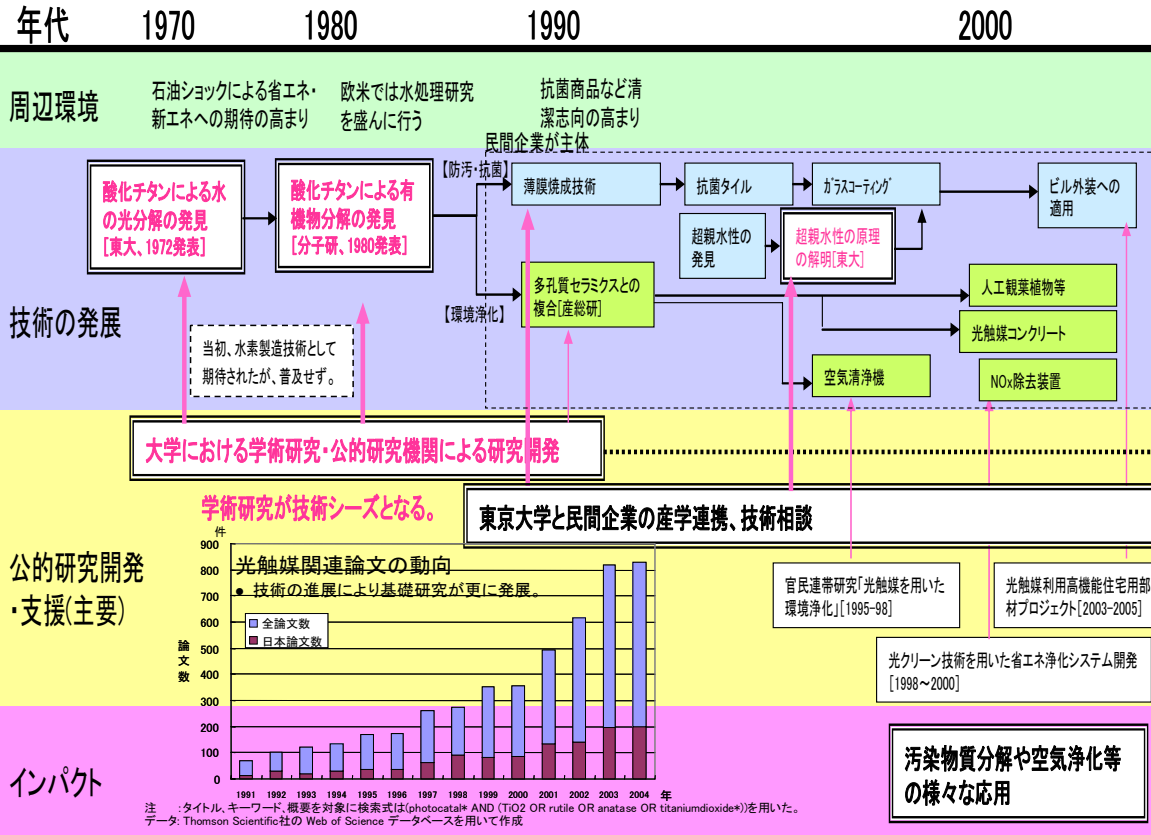 年代
1970
1980
1990
2000
周辺環境
石油ショックによる省エネ・
新エネへの期待の高まり
欧米では水処理研究
を盛んに行う
抗菌商品など清
潔志向の高まり
技術の発展
民間企業が主体
酸化チタンによる水
の光分解の発見
[東大、1972発表]
酸化チタンによる有
機物分解の発見
[分子研、1980発表]
【防汚・抗菌】
薄膜焼成技術
抗菌タイル
ガラスコーティング
ビル外装への
適用
超親水性の
発見
超親水性の原理
の解明[東大]
【環境浄化】
多孔質セラミクスとの
複合[産総研]
人工観葉植物等
光触媒コンクリート
空気清浄機
NOx除去装置
当初、水素製造技術として
期待されたが、普及せず。
公的研究開発
・支援(主要)
大学における学術研究・公的研究機関による研究開発
学術研究が技術シーズとなる。
東京大学と民間企業の産学連携、技術相談
官民連帯研究「光触媒を用いた
環境浄化」[1995-98]
光触媒利用高機能住宅用部
材プロジェクト[2003-2005]
光クリーン技術を用いた省エネ浄化システム開発
[1998～2000]
件
光触媒関連論文の動向
● 技術の進展により基礎研究が更に発展。
全論文数
日本論文数
論文数
900
800
700
600
500
400
300
200
100
0
1991 1992 1993 1994 1995 1996 1997 1998 1999 2000 2001 2002 2003 2004 年
インパクト
注 :タイトル、キーワード、概要を対象に検索式は(photocatal* AND (TiO2 OR rutile OR anatase OR titaniumdioxide*))を用いた。
データ: Thomson Scientific社の Web of Science データベースを用いて作成
汚染物質分解や空気浄化等
の様々な応用